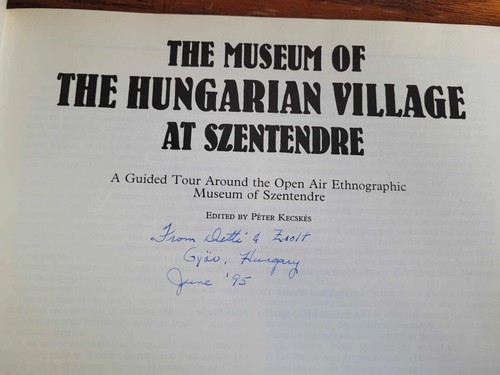 THE MUSEUM OF
THE HUNGARIAN VILLAGE
AT SZENTENDRE
A Guided Tour Around the Open Air Ethnographic
Museum of Szentendre
EDITED BY PÉTER KECSKÉS
From Detti & Zsolt
Győr, Hungary
June '95